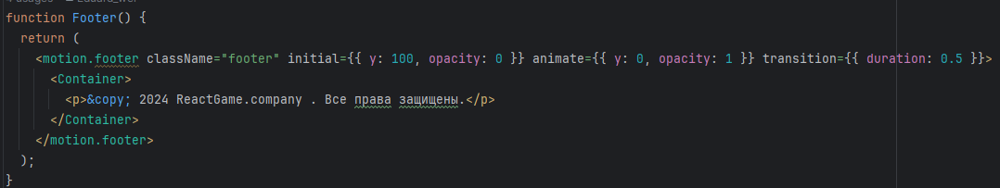 function Footer() {
return (
<motion.footer className="footer" initial={{ y: 100, opacity: 0 }} animate={{ y: 0, opacity: 1 }} transition={{ duration: 0.5 }}>
<Container>
<p>&copy; 2024 ReactGame.company . Все права защищены.</p>
</Container>
</motion.footer>
);
}